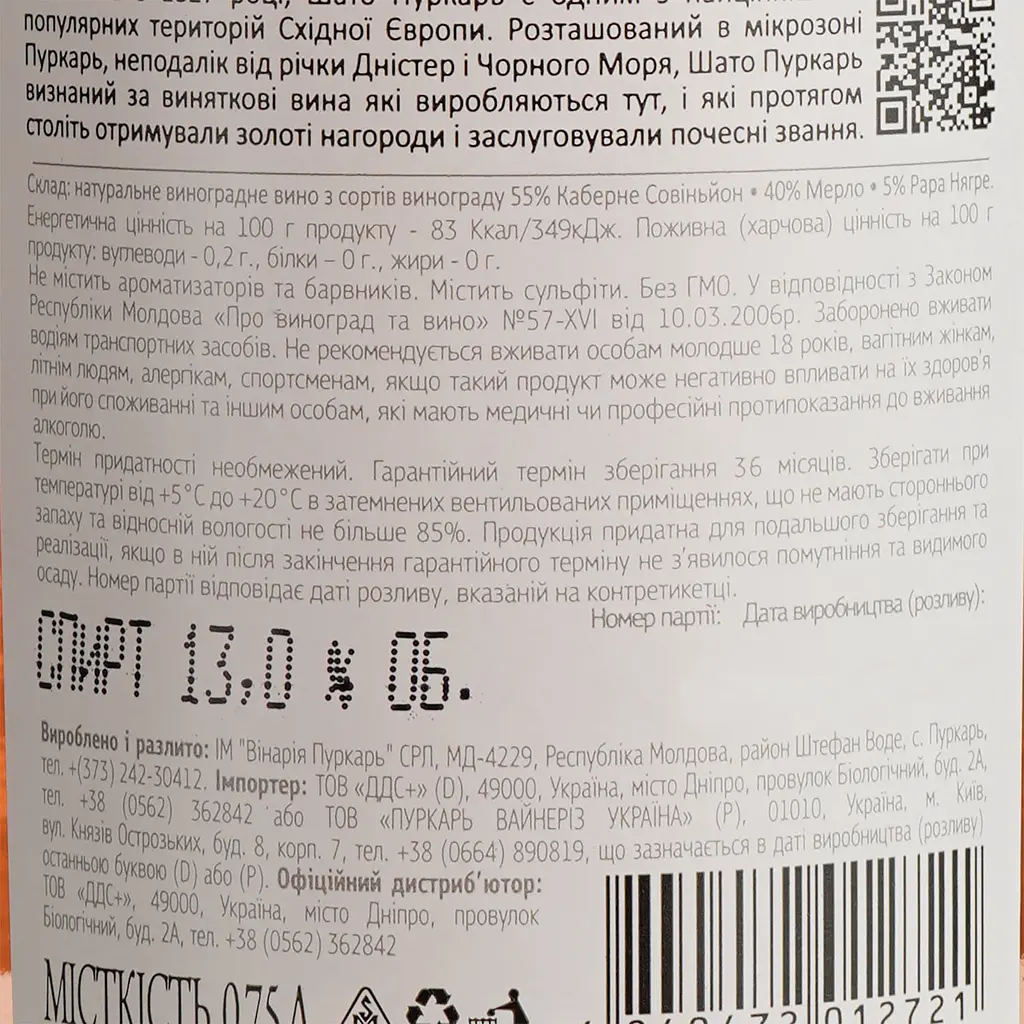 популярних територій Східної Європи. Розташований в мікрозоні
Пуркарь, неподалік від річки Дністер і Чорного Моря, Шато Пуркарь
визнаний за виняткові вина які виробляються тут, і які протягом
століть отримували золоті нагороди і заслуговували почесні звання.
Склад: натуральне виноградне вино з сортів винограду 55% Каберне Совіньйон • 40% Мерло • 5% Рара Нягре.
Енергетична цінність на 100 г продукту - 83 Ккал/349кДж. Поживна (харчова) цінність на 100 г
продукту: вуглеводи - 0,2 г., білки – 0 г., жири - 0 г.
Не містить ароматизаторів та барвників. Містить сульфіти. Без ГМО. У відповідності з Законом
Республіки Молдова «Про виноград та вино» №57-XVI від 10.03.2006р. Заборонено вживати
водіям транспортних засобів. Не рекомендується вживати особам молодше 18 років, вагітним жінкам,
літнім людям, алергікам, спортсменам, якщо такий продукт може негативно впливати на їх здоров'я
при його споживанні та іншим особам, які мають медичні чи професійні протипоказання до вживання
алкоголю.
Термін придатності необмежений. Гарантійний термін зберігання 36 місяців. Зберігати при
температурі від +5°С до +20°С в затемнених вентильованих приміщеннях, що не мають стороннього
запаху та відносній вологості не більше 85%. Продукція придатна для подальшого зберігання та
реалізації, якщо в ній після закінчення гарантійного терміну не з'явилося помутніння та видимого
осаду. Номер партії відповідає даті розливу, вказаній на контретикетці.
Номер партії: Дата виробництва (розливу):
СПИРТ 13,0 % ОБ.
Вироблено і разлито: ІМ "Вінарія Пуркарь" СРЛ, МД-4229, Республіка Молдова, район Штефан Воде, с. Пуркарь,
тел. +(373) 242-30412. Імпортер: ТОВ «ДДС+» (D), 49000, Україна, місто Дніпро, провулок Біологічний, буд. 2А,
тел. +38 (0562) 362842 або ТОВ «ПУРКАРЬ ВАЙНЕРІЗ УКРАЇНА» (Р), 01010, Україна, м. Київ,
вул. Князів Острозьких, буд. 8, корп. 7, тел. +38 (0664) 890819, що зазначається в даті виробництва (розливу)
останньою буквою (D) або (Р). Офіційний дистриб'ютор:
ТОВ «ДДС+», 49000, Україна, місто Дніпро, провулок
Біологічний, буд. 2А, тел. +38 (0562) 362842
МІСТКІСТЬ 0,75 Л
012721